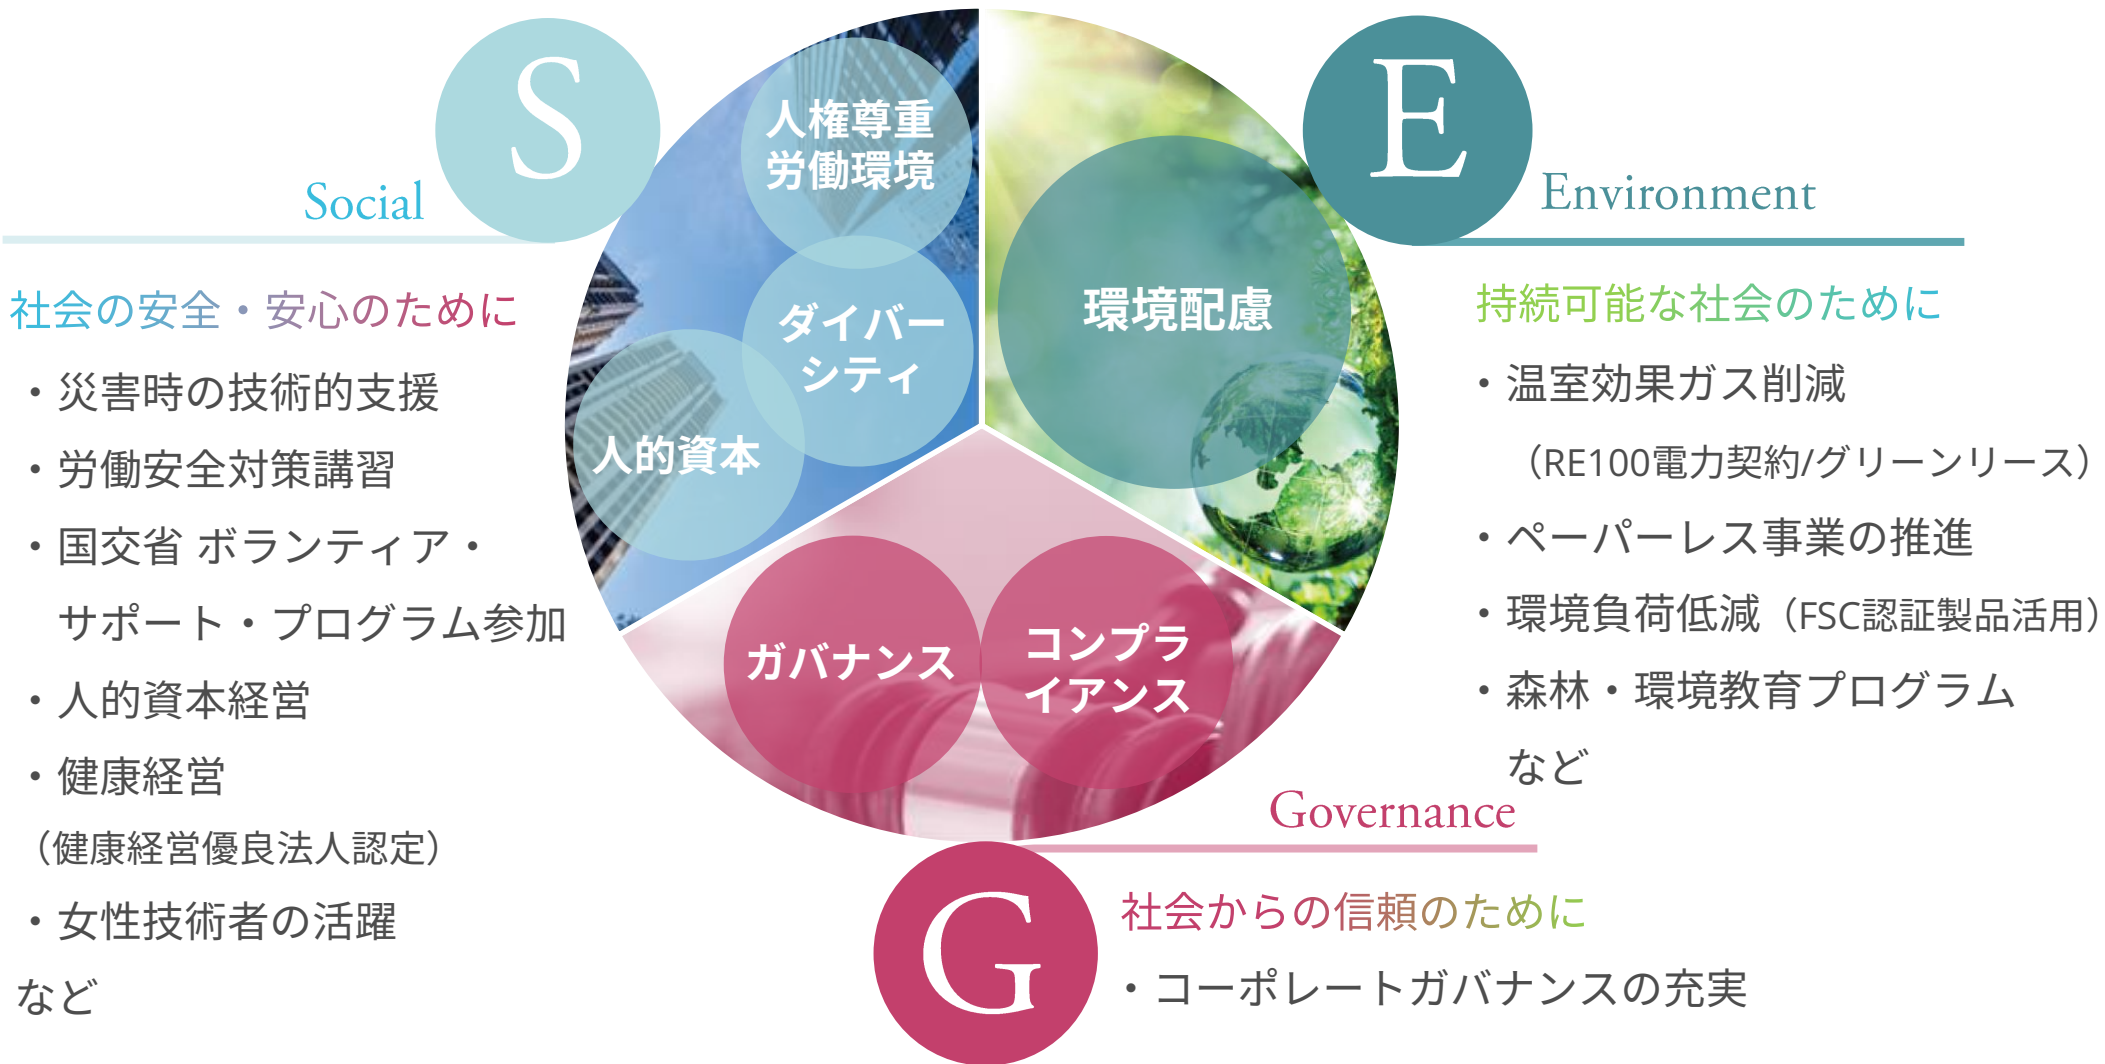 S
Social
社会の安全・安心のために
・災害時の技術的支援
・労働安全対策講習
・国交省 ボランティア・
サポート・プログラム参加
・人的資本経営
・健康経営
（健康経営優良法人認定）
・女性技術者の活躍
など
人権尊重
労働環境
ダイバー
シティ
人的資本
環境配慮
ガバナンス
コンプラ
イアンス
E
Environment
持続可能な社会のために
・温室効果ガス削減
（RE100電力契約/グリーンリース）
・ペーパーレス事業の推進
・環境負荷低減（FSC認証製品活用）
・森林・環境教育プログラム
など
Governance
G
社会からの信頼のために
・コーポレートガバナンスの充実